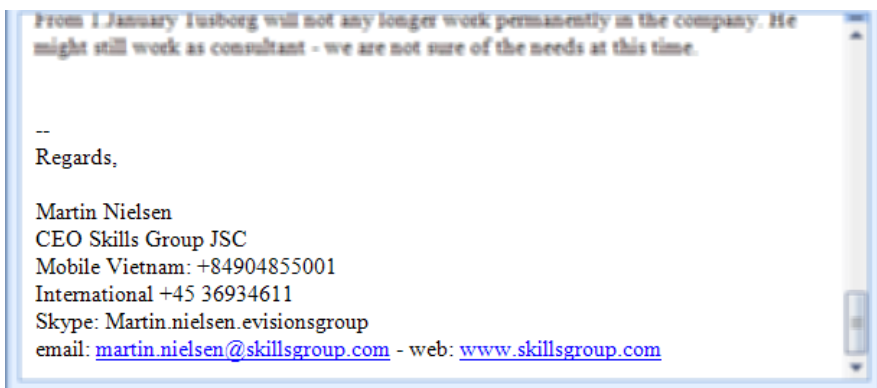 From 1 January Tusborg will not any longer work permanently in the company. He
might still work as consultant - we are not sure of the needs at this time.
--
Regards,
Martin Nielsen
CEO Skills Group JSC
Mobile Vietnam: +84904855001
International +45 36934611
Skype: Martin.nielsen.evisionsgroup
email: martin.nielsen@skillsgroup.com - web: www.skillsgroup.com